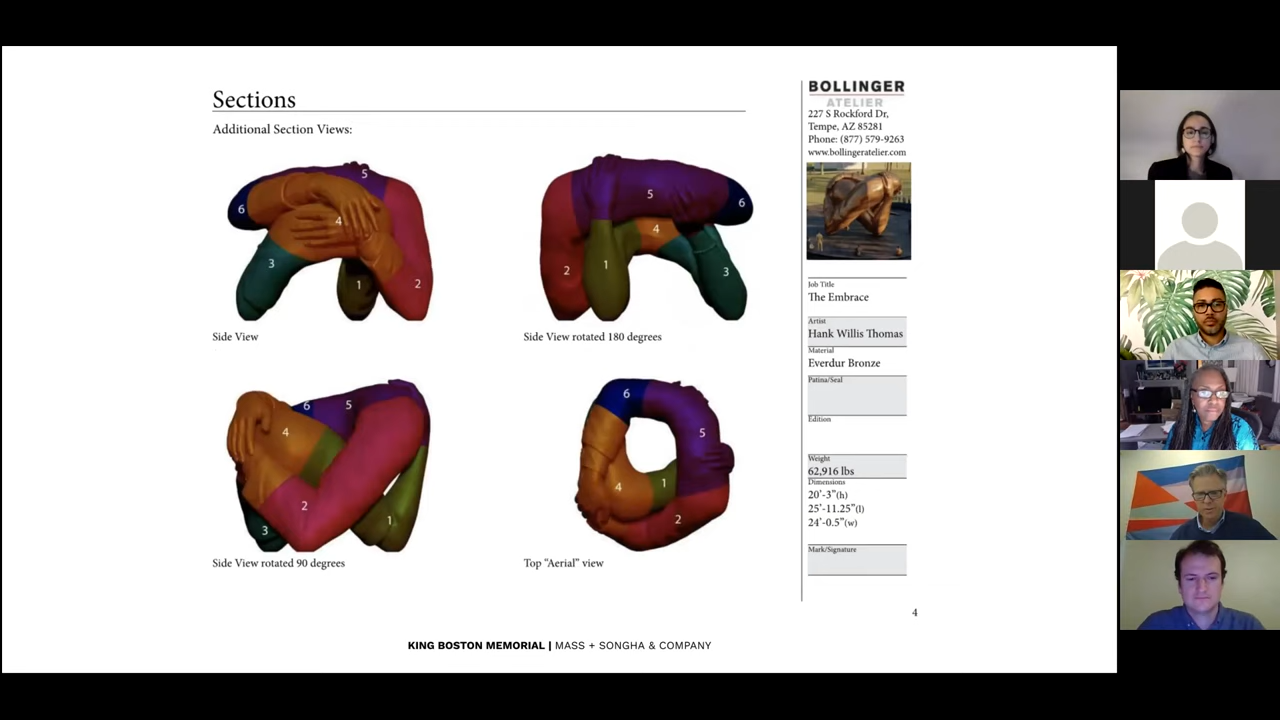 Sections
Additional Section Views:
5
6
4
3
1
2
Side View
5
6
4
1
2
3
Side View rotated 180 degrees
6
5
4
2
1
3
Side View rotated 90 degrees
6
5
4
1
2
Top “Aerial” view
BOLLINGER
ATELIER
227 S Rockford Dr,
Tempe, AZ 85281
Phone: (877) 579-9263
www.bollingeratelier.com
Job Title
The Embrace
Artist
Hank Willis Thomas
Material
Everdur Bronze
Patina/Seal
Edition
Weight
62,916 lbs
Dimensions
20’-3”(h)
25’-11.25”(l)
24’-0.5”(w)
Mark/Signature
4
KING BOSTON MEMORIAL | MASS + SONGHA & COMPANY